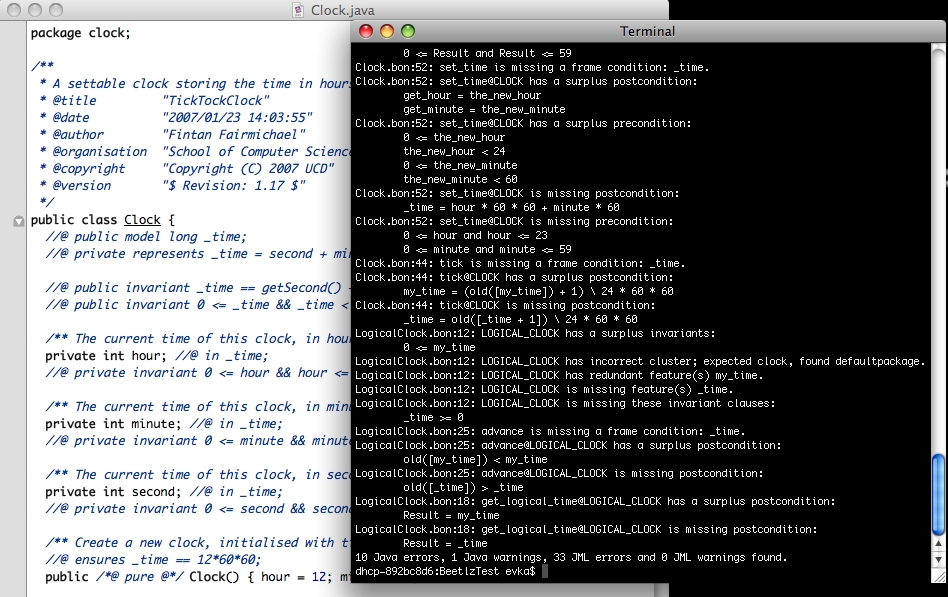 Clock.java
package clock;
/**
* A settable clock storing the time in hour
* @title "TickTockClock"
* @date "2007/01/23 14:03:55"
* @author "Fintan Fairmichael"
* @organisation "School of Computer Science
* @copyright "Copyright (C) 2007 UCD"
* @version "$ Revision: 1.17 $"
*/
public class Clock {
//@ public model long _time;
//@ private represents _time = second + mi
//@ public invariant _time == getSecond()
//@ public invariant 0 <= _time && _time <
/** The current time of this clock, in hou
private int hour; //@ in _time;
//@ private invariant 0 <= hour && hour <=
/** The current time of this clock, in minu
private int minute; //@ in _time;
//@ private invariant 0 <= minute && minut
/** The current time of this clock, in seco
private int second; //@ in _time;
//@ private invariant 0 <= second && secon
/** Create a new clock, initialised with t
//@ ensures _time == 12*60*60;
public /*@ pure @*/ Clock() { hour = 12; m
Terminal
0 <= Result and Result <= 59
Clock.bon:52: set_time is missing a frame condition: _time.
Clock.bon:52: set_time@CLOCK has a surplus postcondition:
get_hour = the_new_hour
get_minute = the_new_minute
Clock.bon:52: set_time@CLOCK has a surplus precondition:
0 <= the_new_hour
the_new_hour < 24
0 <= the_new_minute
the_new_minute < 60
Clock.bon:52: set_time@CLOCK is missing postcondition:
_time = hour * 60 * 60 + minute * 60
Clock.bon:52: set_time@CLOCK is missing precondition:
0 <= hour and hour <= 23
0 <= minute and minute <= 59
Clock.bon:44: tick is missing a frame condition: _time.
Clock.bon:44: tick@CLOCK has a surplus postcondition:
my_time = (old([my_time]) + 1) \ 24 * 60 * 60
Clock.bon:44: tick@CLOCK is missing postcondition:
_time = old([_time + 1]) \ 24 * 60 * 60
LogicalClock.bon:12: LOGICAL_CLOCK has a surplus invariants:
0 <= my_time
LogicalClock.bon:12: LOGICAL_CLOCK has incorrect cluster; expected clock, found defaultpackage.
LogicalClock.bon:12: LOGICAL_CLOCK has redundant feature(s) my_time.
LogicalClock.bon:12: LOGICAL_CLOCK is missing feature(s) _time.
LogicalClock.bon:12: LOGICAL_CLOCK is missing these invariant clauses:
_time >= 0
LogicalClock.bon:25: advance is missing a frame condition: _time.
LogicalClock.bon:25: advance@LOGICAL_CLOCK has a surplus postcondition:
old([my_time]) < my_time
LogicalClock.bon:25: advance@LOGICAL_CLOCK is missing postcondition:
old([_time]) > _time
LogicalClock.bon:18: get_logical_time@LOGICAL_CLOCK has a surplus postcondition:
Result = my_time
LogicalClock.bon:18: get_logical_time@LOGICAL_CLOCK is missing postcondition:
Result = _time
10 Java errors, 1 Java warnings, 33 JML errors and 0 JML warnings found.
dhcp-892bc8d6:BeetlzTest evka$